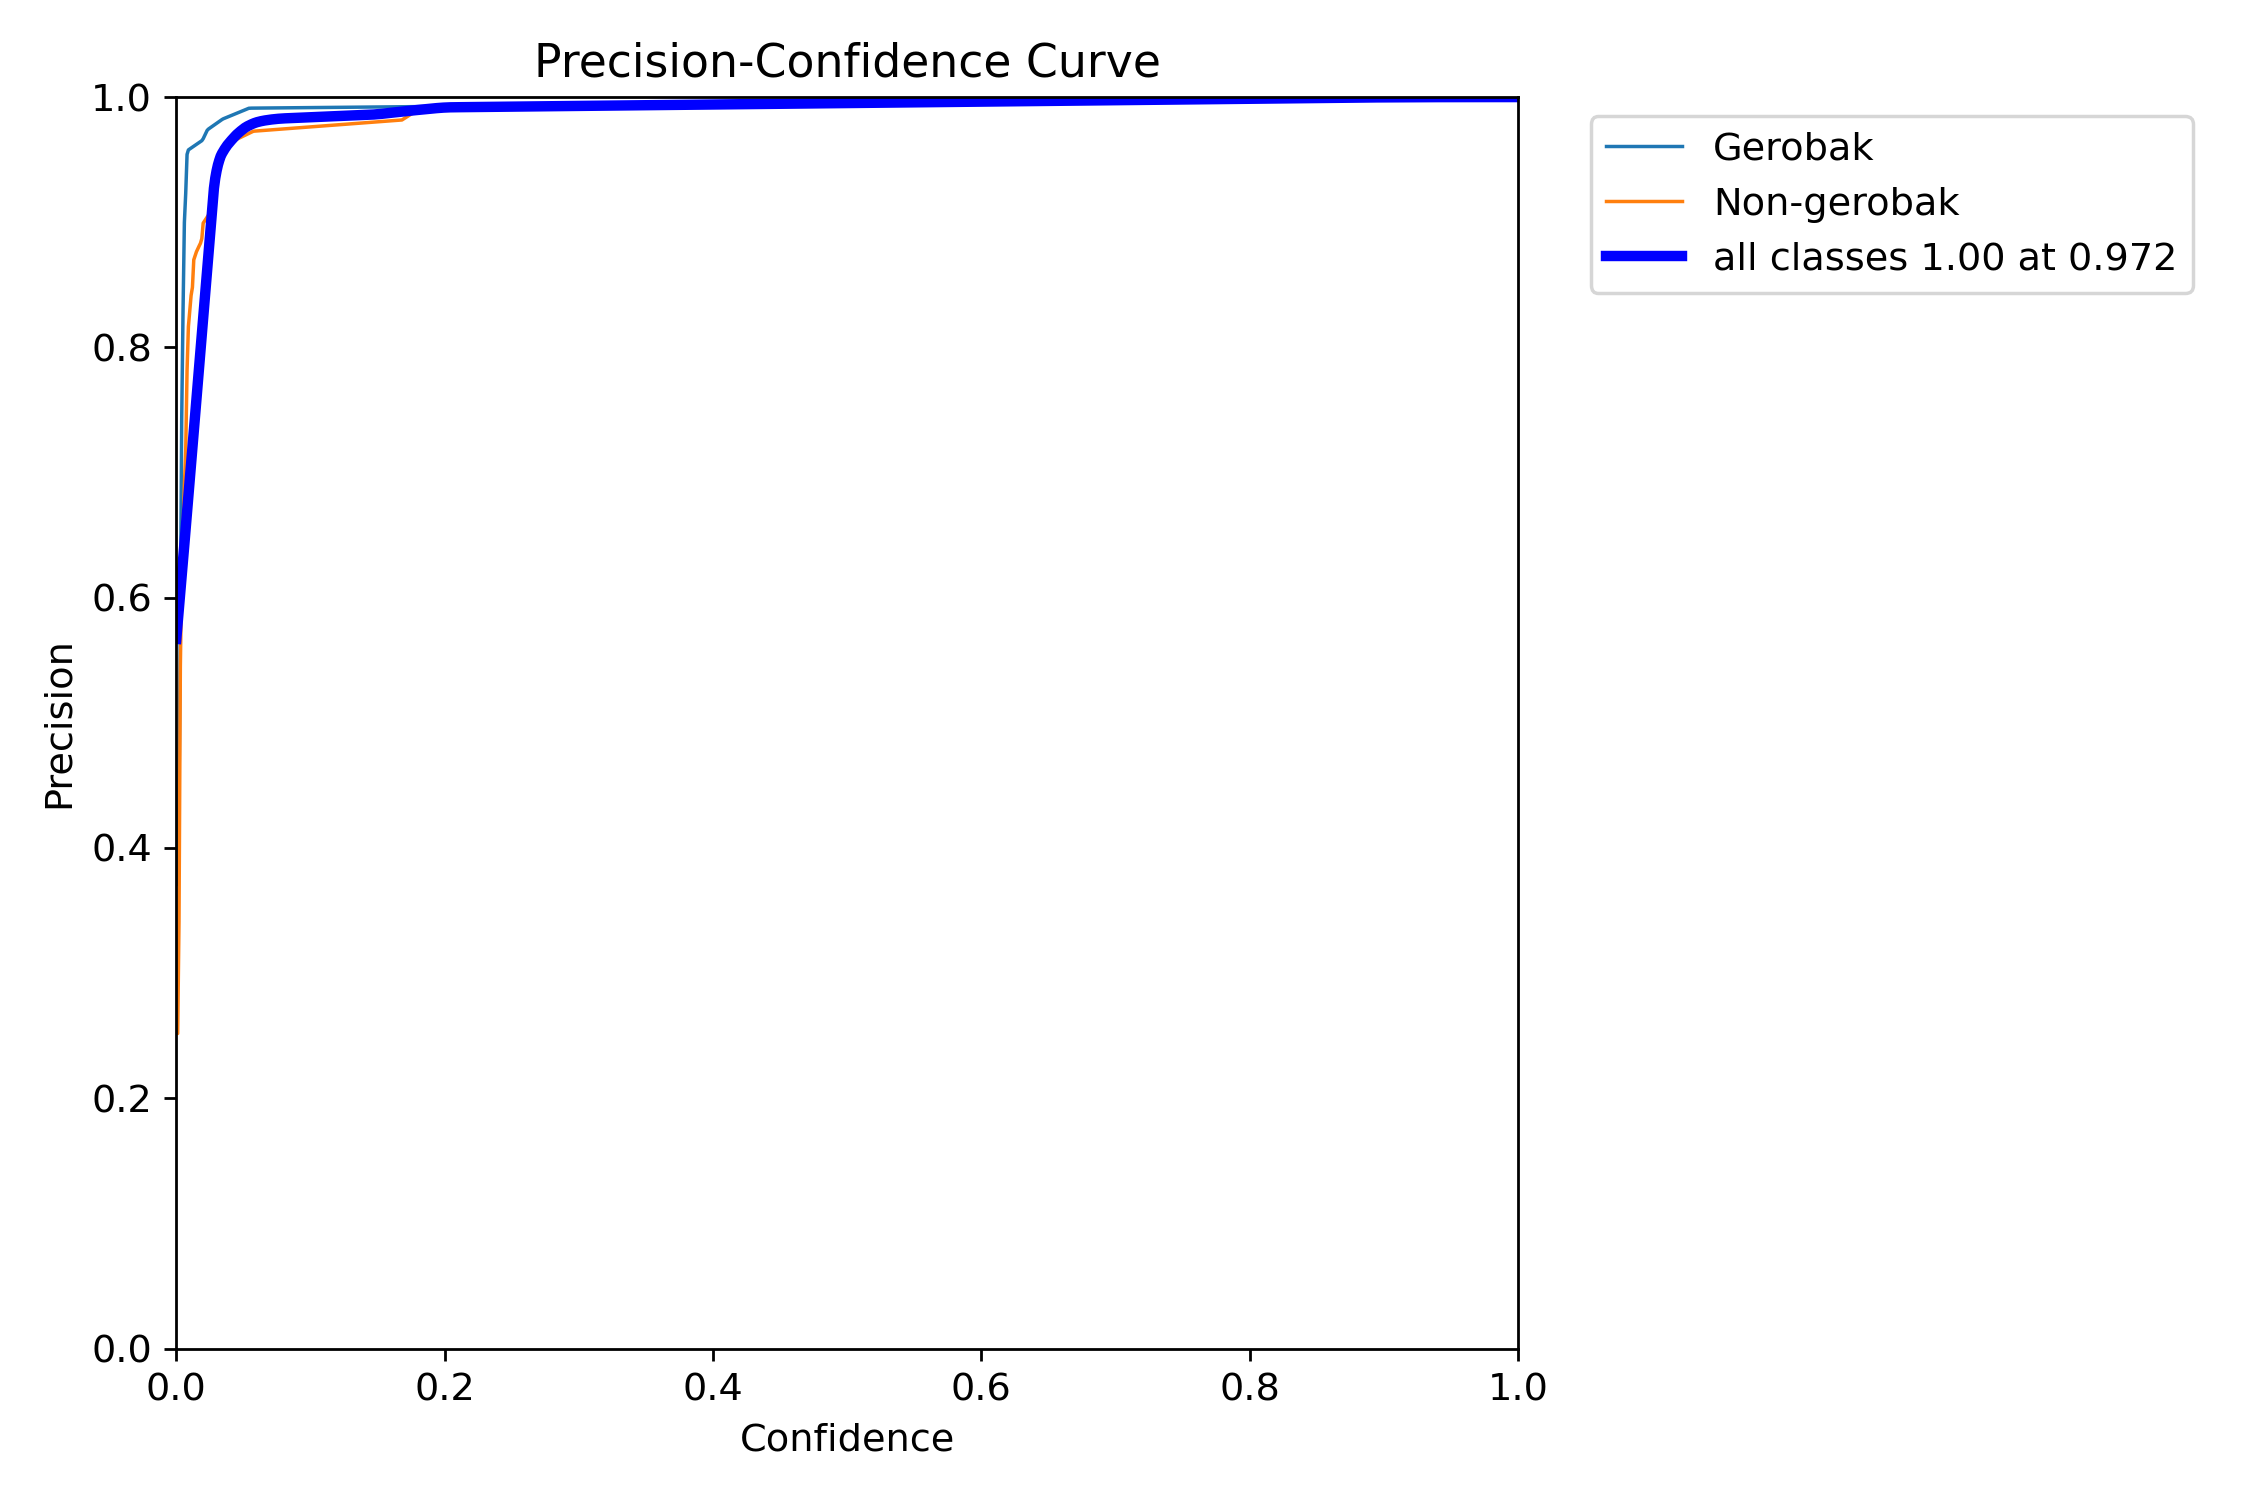 Precision-Confidence Curve
1.0
0.8
0.6
0.4
0.2
0.0
Precision
0.0 0.2 0.4 0.6 0.8 1.0
Confidence
Gerobak
Non-gerobak
all classes 1.00 at 0.972